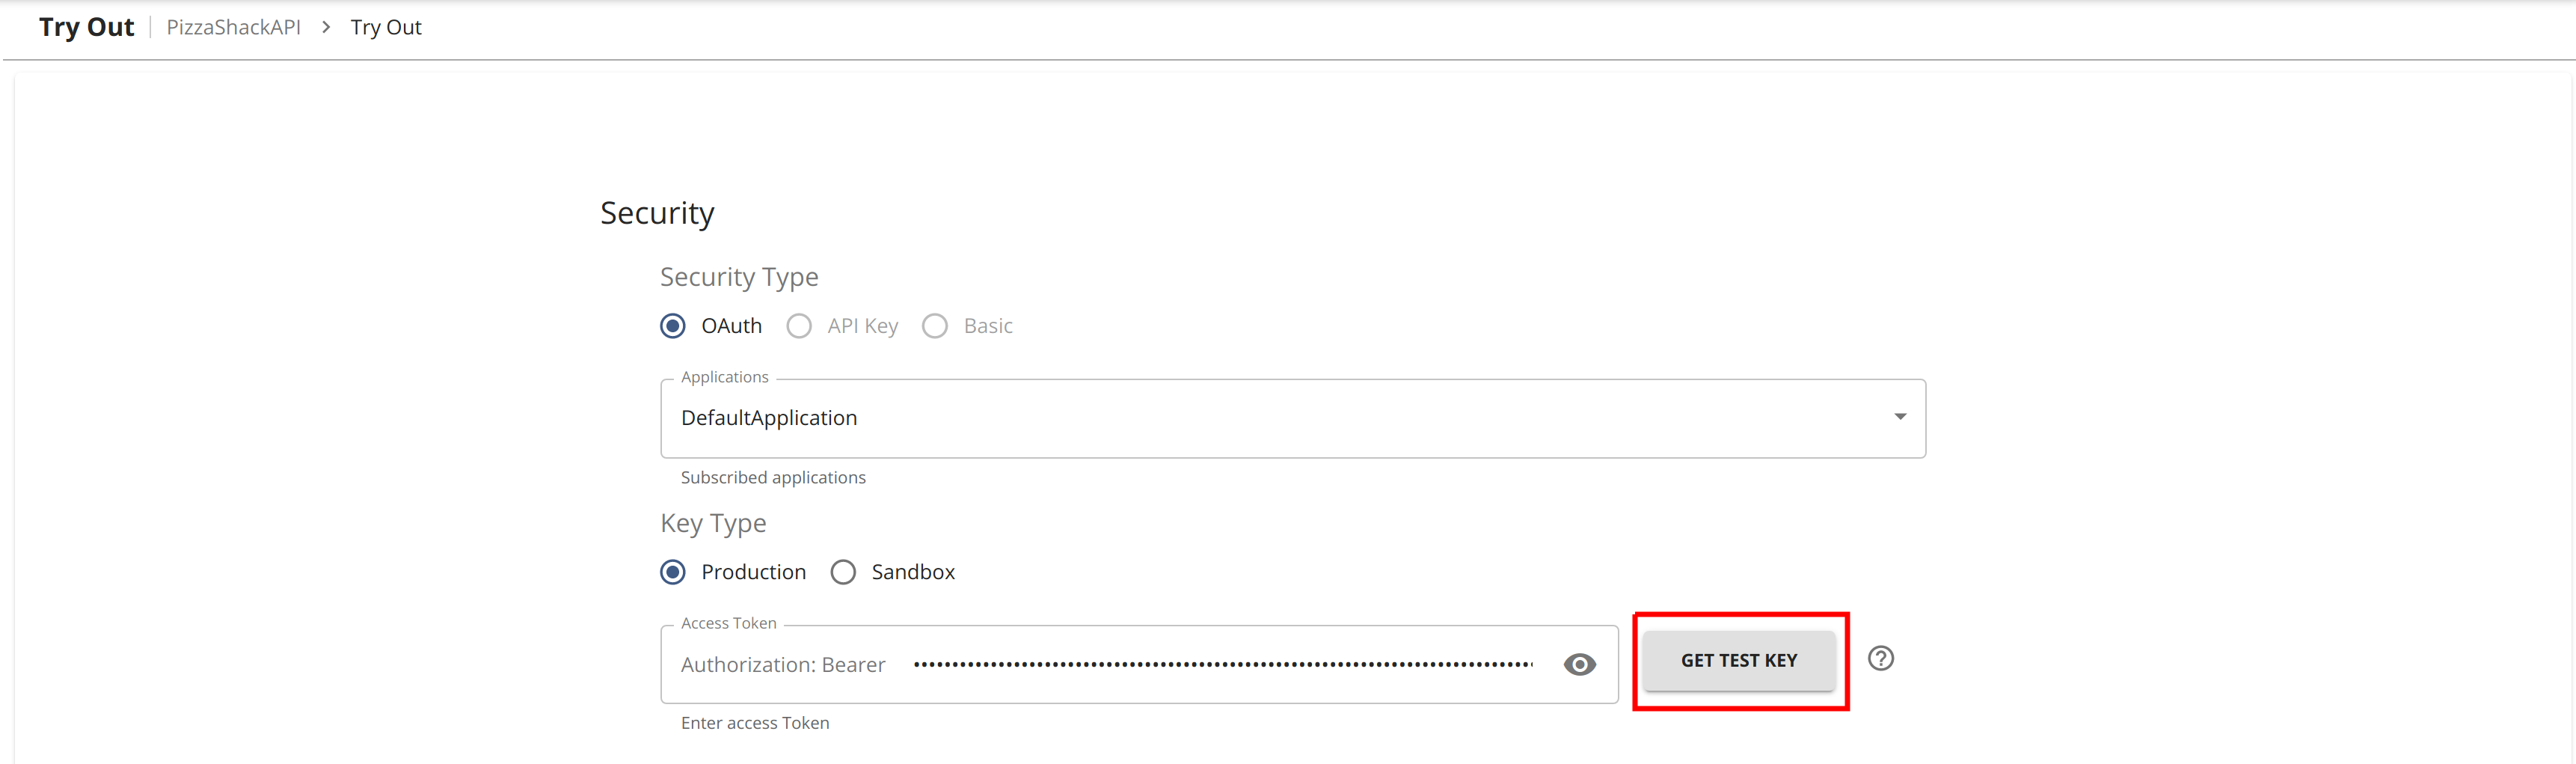 Try Out PizzaShackAPI > Try Out
Security
Security Type
OAuth API Key Basic
Applications
DefaultApplication
Subscribed applications
Key Type
Production Sandbox
Access Token
Authorization: Bearer ••••••••••••••••••••••••••••••••••••••••••••••••••••••••••••••••••••••••••••••
GET TEST KEY
Enter access Token